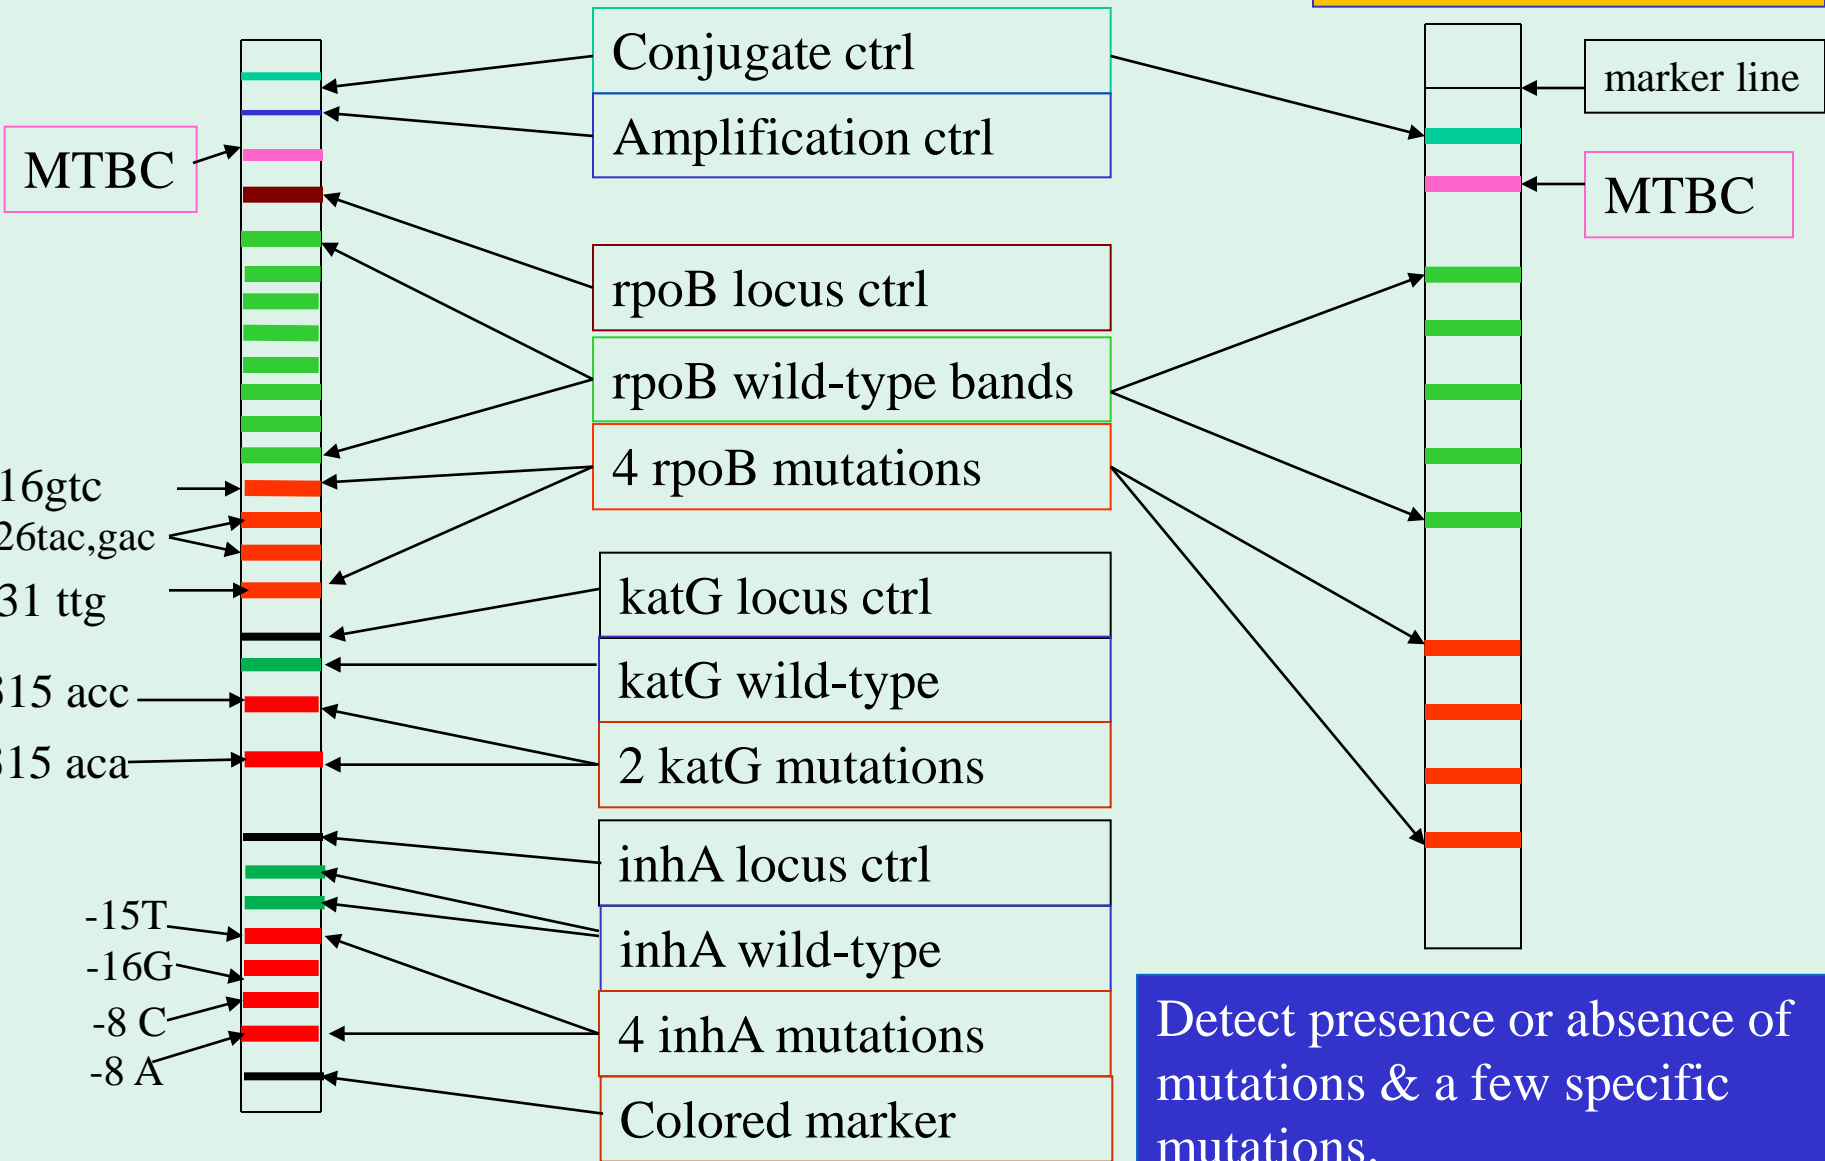 Conjugate ctrl
Amplification ctrl
MTBC
marker line
MTBC
rpoB locus ctrl
rpoB wild-type bands
4 rpoB mutations
16gtc
26tac,gac
31 ttg
katG locus ctrl
katG wild-type
2 katG mutations
15 acc
15 aca
inhA locus ctrl
inhA wild-type
4 inhA mutations
Colored marker
-15T
-16G
-8 C
-8 A
Detect presence or absence of
mutations & a few specific
mutations.